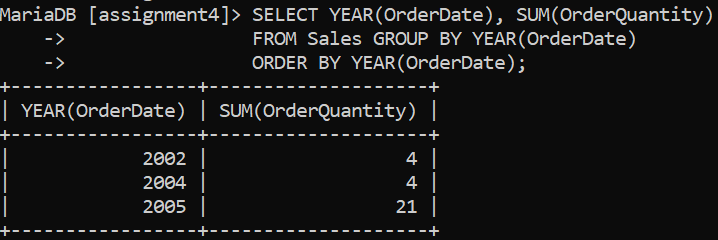 MariaDB [assignment4]> SELECT YEAR(OrderDate), SUM(OrderQuantity)
    ->                 FROM Sales GROUP BY YEAR(OrderDate)
    ->                 ORDER BY YEAR(OrderDate);
+-----------------+--------------------+
| YEAR(OrderDate) | SUM(OrderQuantity) |
+-----------------+--------------------+
|            2002 |                  4 |
|            2004 |                  4 |
|            2005 |                 21 |
+-----------------+--------------------+